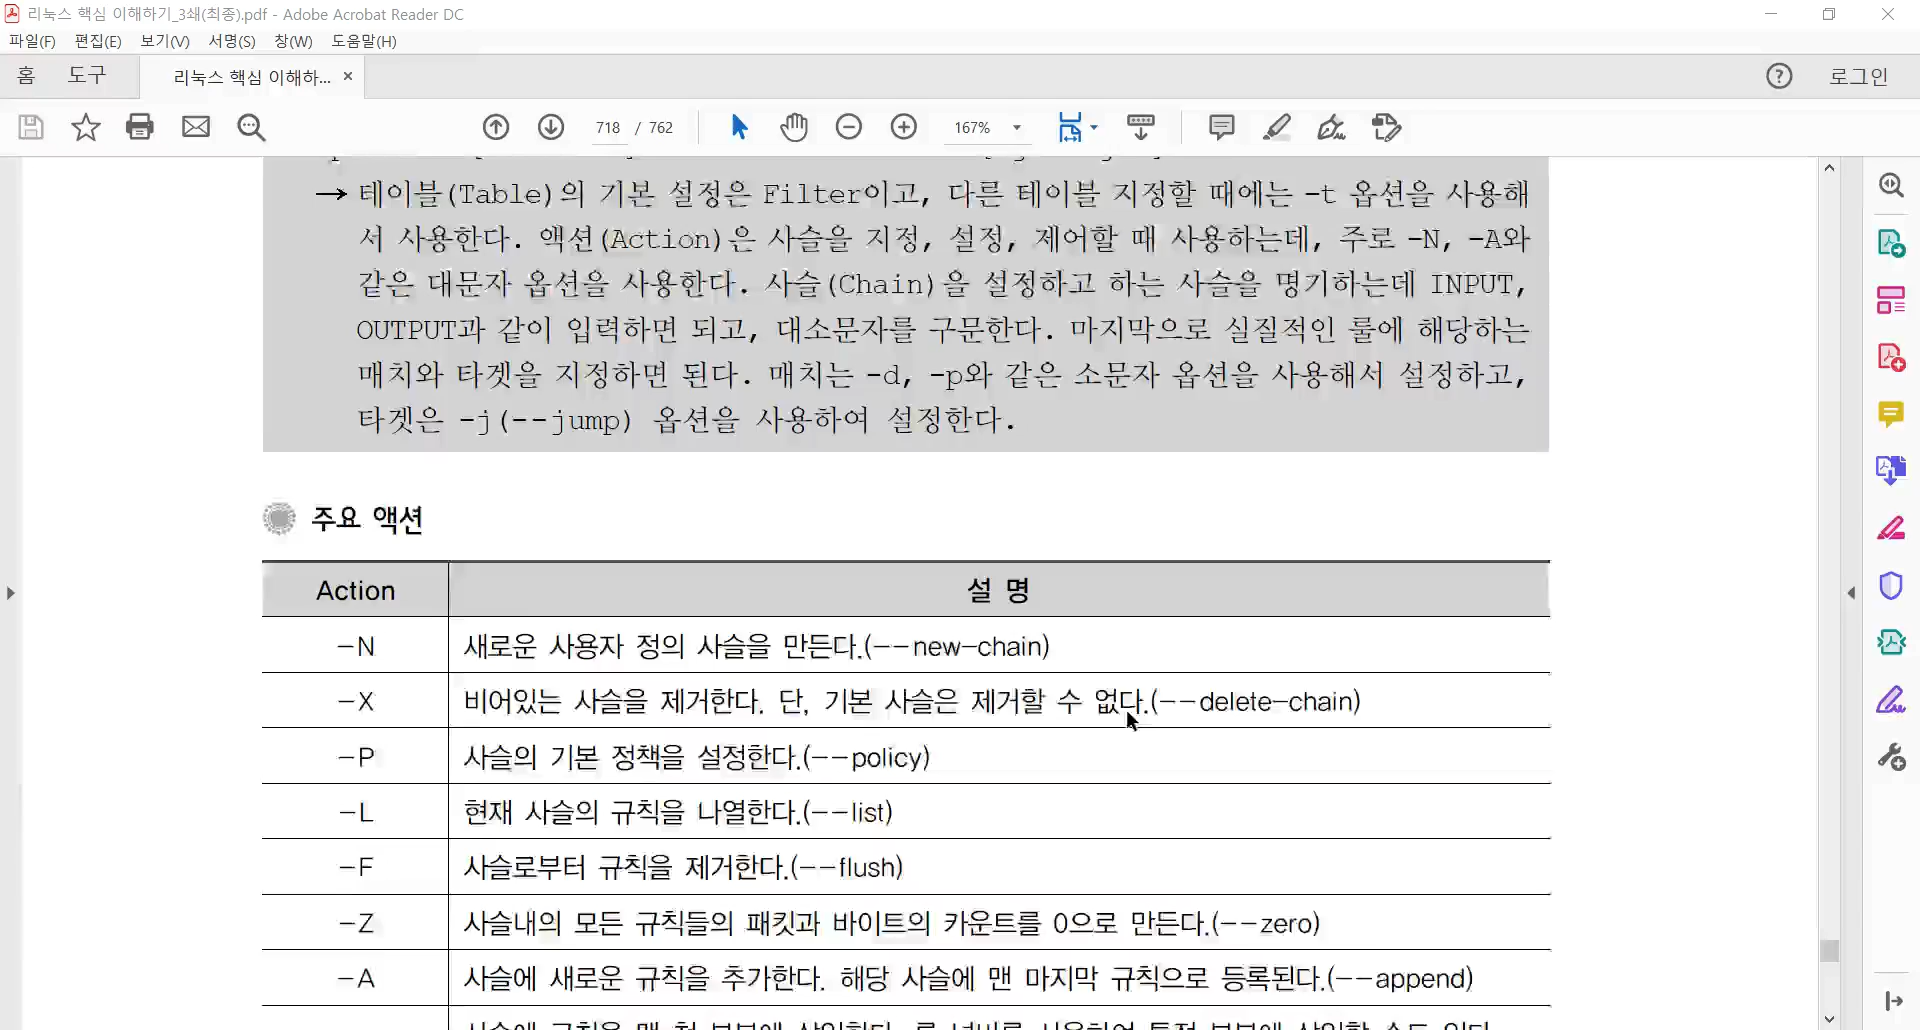 리눅스 핵심 이해하기_3쇄(최종).pdf - Adobe Acrobat Reader DC
파일(F) 편집(E) 보기(V) 서명(S) 창(W) 도움말(H)
홈 도구 리눅스 핵심 이해하... × 로그인
718 / 762 167%
→ 테이블(Table)의 기본 설정은 Filter이고, 다른 테이블 지정할 때에는 -t 옵션을 사용해
서 사용한다. 액션(Action)은 사슬을 지정, 설정, 제어할 때 사용하는데, 주로 -N, -A와
같은 대문자 옵션을 사용한다. 사슬(Chain)을 설정하고 하는 사슬을 명기하는데 INPUT,
OUTPUT과 같이 입력하면 되고, 대소문자를 구문한다. 마지막으로 실질적인 룰에 해당하는
매치와 타겟을 지정하면 된다. 매치는 -d, -p와 같은 소문자 옵션을 사용해서 설정하고,
타겟은 -j(--jump) 옵션을 사용하여 설정한다.
주요 액션
Action 설 명
-N 새로운 사용자 정의 사슬을 만든다.(--new-chain)
-X 비어있는 사슬을 제거한다. 단, 기본 사슬은 제거할 수 없다.(--delete-chain)
-P 사슬의 기본 정책을 설정한다.(--policy)
-L 현재 사슬의 규칙을 나열한다.(--list)
-F 사슬로부터 규칙을 제거한다.(--flush)
-Z 사슬내의 모든 규칙들의 패킷과 바이트의 카운트를 0으로 만든다.(--zero)
-A 사슬에 새로운 규칙을 추가한다. 해당 사슬에 맨 마지막 규칙으로 등록된다.(--append)